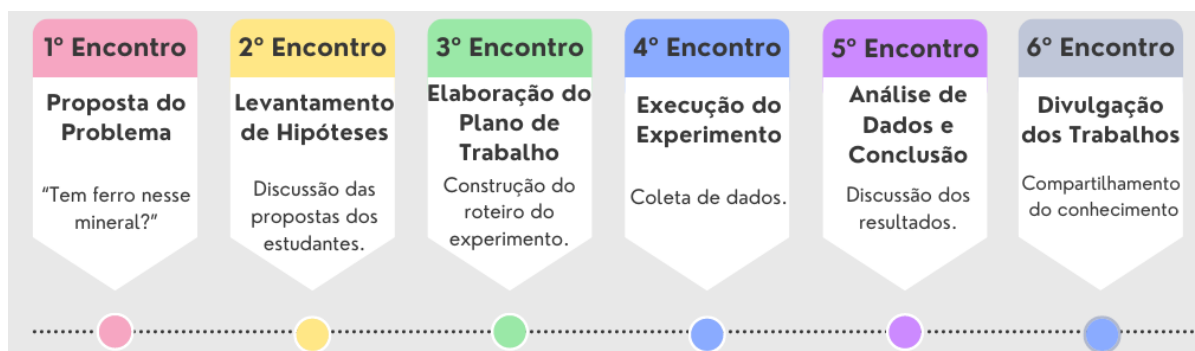 1º Encontro
Proposta do
Problema
“Tem ferro nesse
mineral?”
2º Encontro
Levantamento
de Hipóteses
Discussão das
propostas dos
estudantes.
3º Encontro
Elaboração do
Plano de
Trabalho
Construção do
roteiro do
experimento.
4º Encontro
Execução do
Experimento
Coleta de dados.
5º Encontro
Análise de
Dados e
Conclusão
Discussão dos
resultados.
6º Encontro
Divulgação
dos Trabalhos
Compartilhamento
do conhecimento